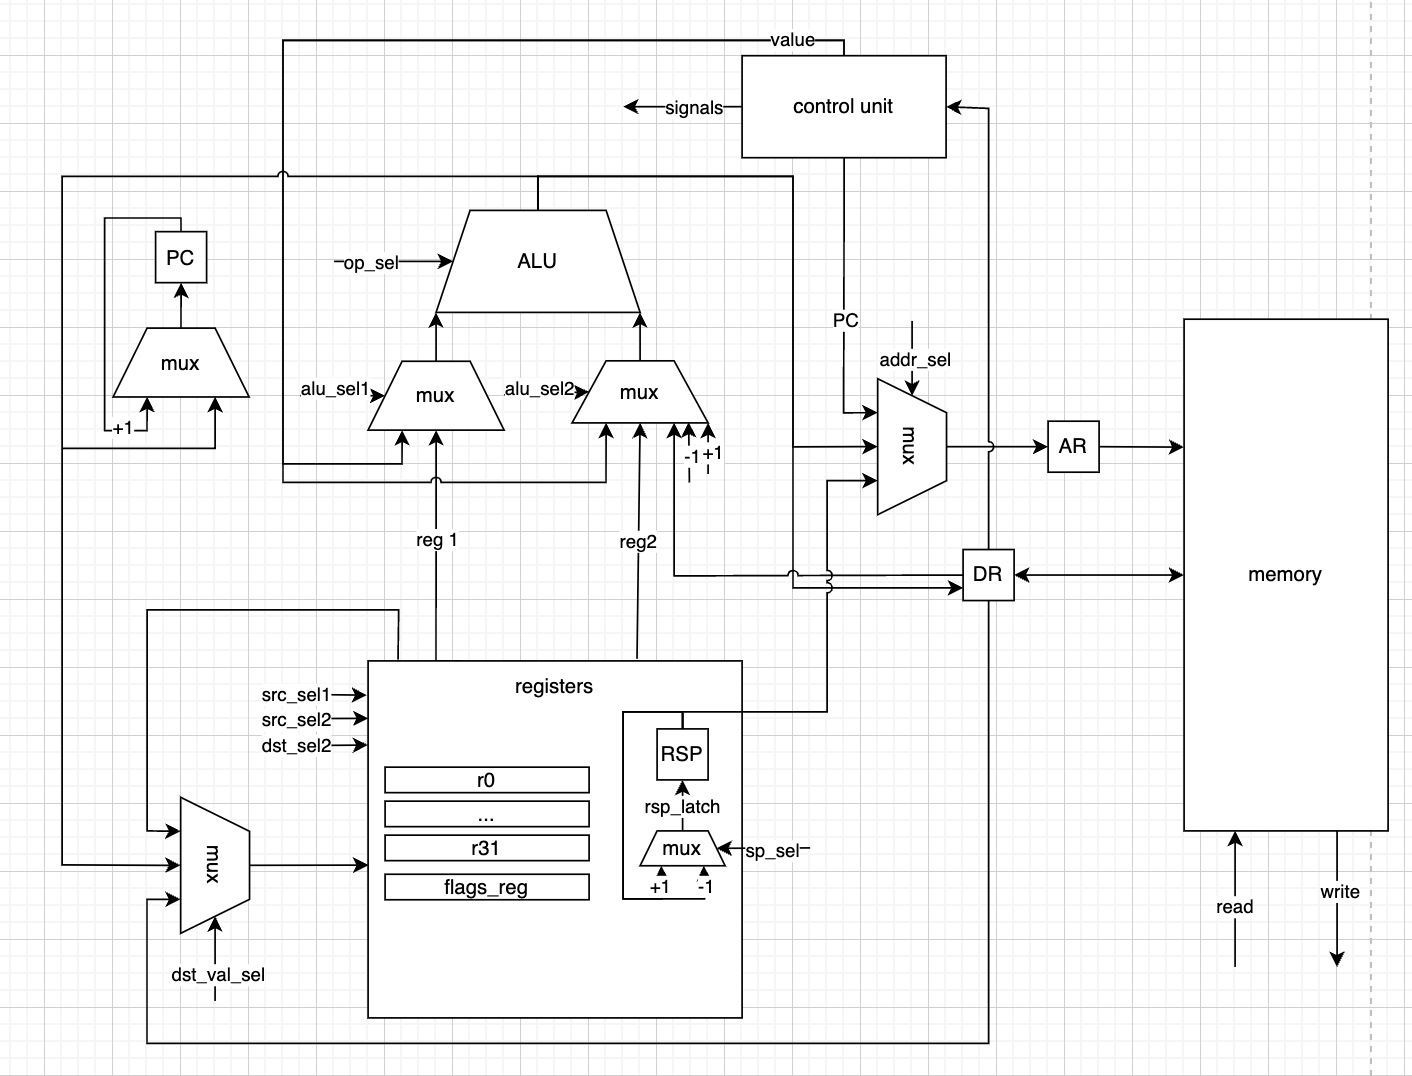 value
control unit
signals
PC
ALU
op_sel
PC
addr_sel
mux
alu_sel1
mux
alu_sel2
mux
+1
-1
+1
mux
AR
reg 1
reg2
DR
memory
registers
src_sel1
src_sel2
dst_sel2
RSP
r0
rsp_latch
...
r31
mux
sp_sel
mux
flags_reg
+1
-1
read
write
dst_val_sel